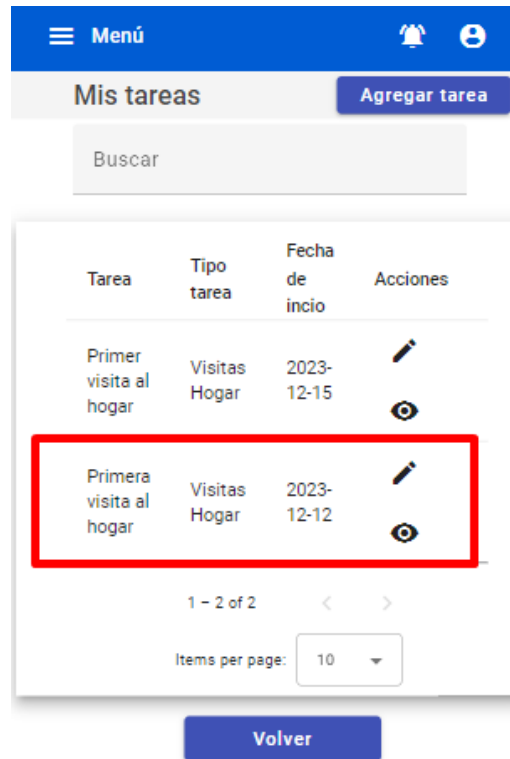 Menú
Mis tareas
Agregar tarea
Buscar
Tarea
Tipo
tarea
Fecha
de
incio
Acciones
Primer
visita al
hogar
Visitas
Hogar
2023-
12-15
Primera
visita al
hogar
Visitas
Hogar
2023-
12-12
1 – 2 of 2
Items per page:
10
Volver